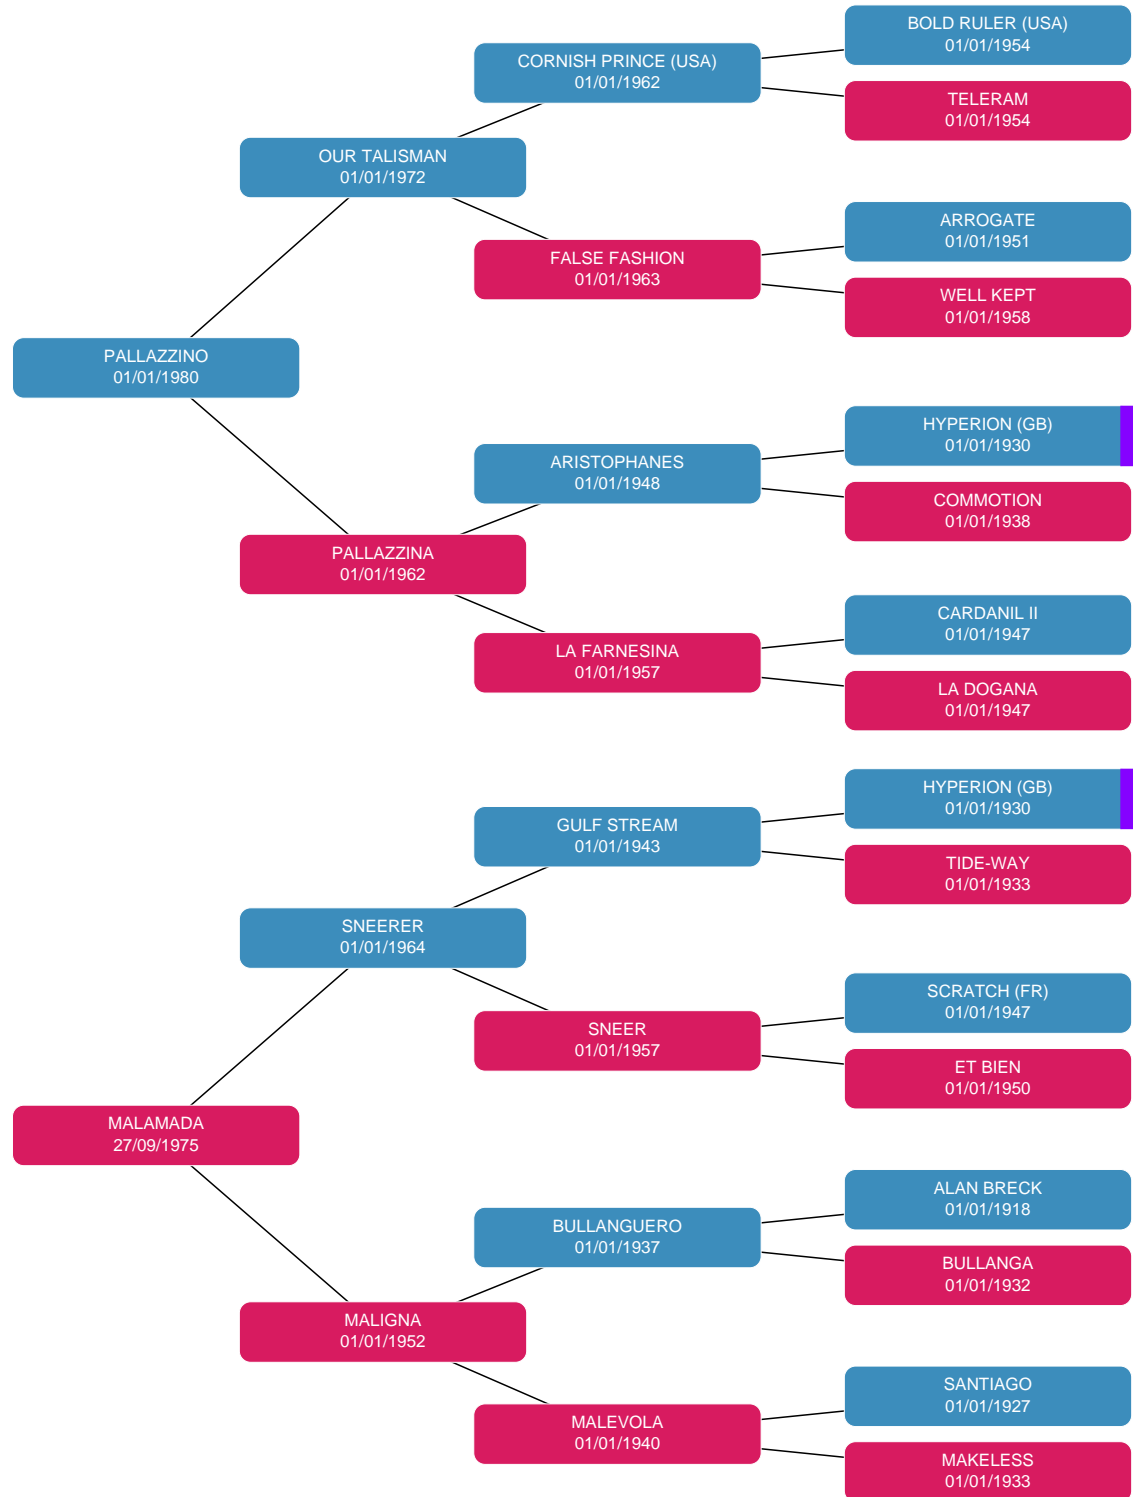 BOLD RULER (USA)
01/01/1954
CORNISH PRINCE (USA)
01/01/1962
TELERAM
01/01/1954
OUR TALISMAN
01/01/1972
ARROGATE
01/01/1951
FALSE FASHION
01/01/1963
WELL KEPT
01/01/1958
PALLAZZINO
01/01/1980
HYPERION (GB)
01/01/1930
ARISTOPHANES
01/01/1948
COMMOTION
01/01/1938
PALLAZZINA
01/01/1962
CARDANIL II
01/01/1947
LA FARNESINA
01/01/1957
LA DOGANA
01/01/1947
HYPERION (GB)
01/01/1930
GULF STREAM
01/01/1943
TIDE-WAY
01/01/1933
SNEERER
01/01/1964
SCRATCH (FR)
01/01/1947
SNEER
01/01/1957
ET BIEN
01/01/1950
MALAMADA
27/09/1975
ALAN BRECK
01/01/1918
BULLANGUERO
01/01/1937
BULLANGA
01/01/1932
MALIGNA
01/01/1952
SANTIAGO
01/01/1927
MALEVOLA
01/01/1940
MAKELESS
01/01/1933